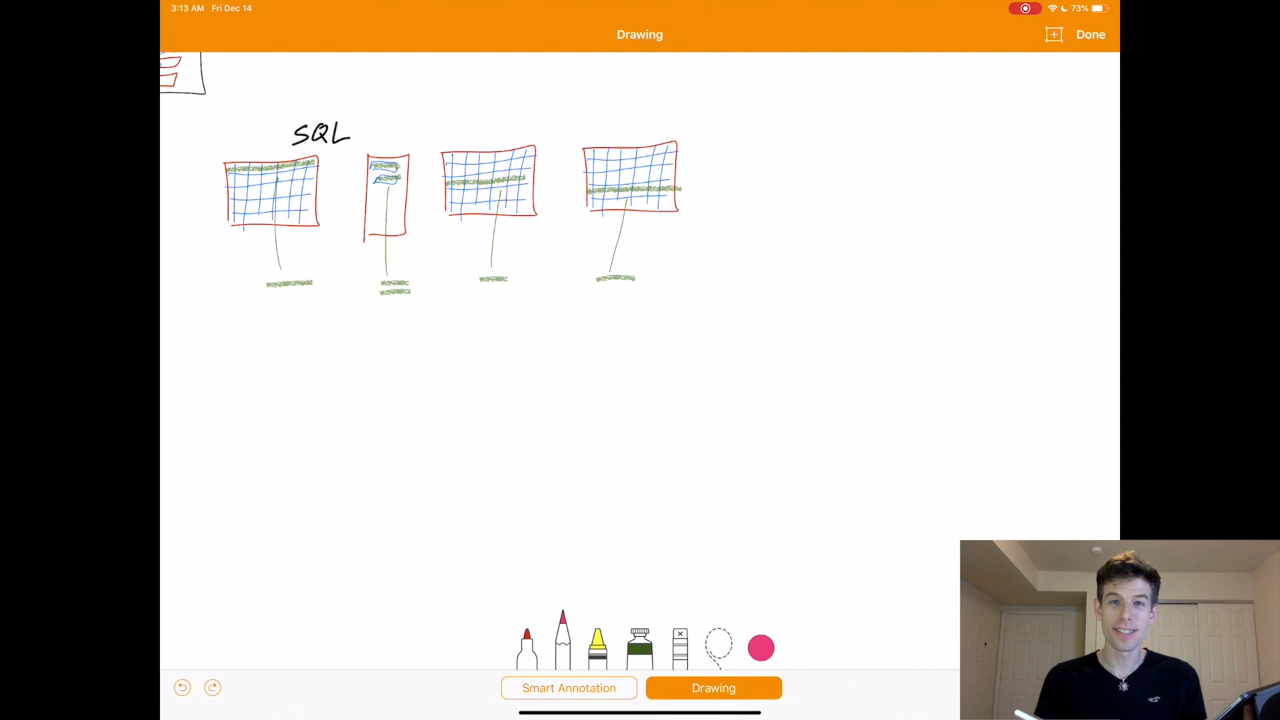 3:13 AM Fri Dec 14
73%
Drawing
Done
SQL
Smart Annotation
Drawing